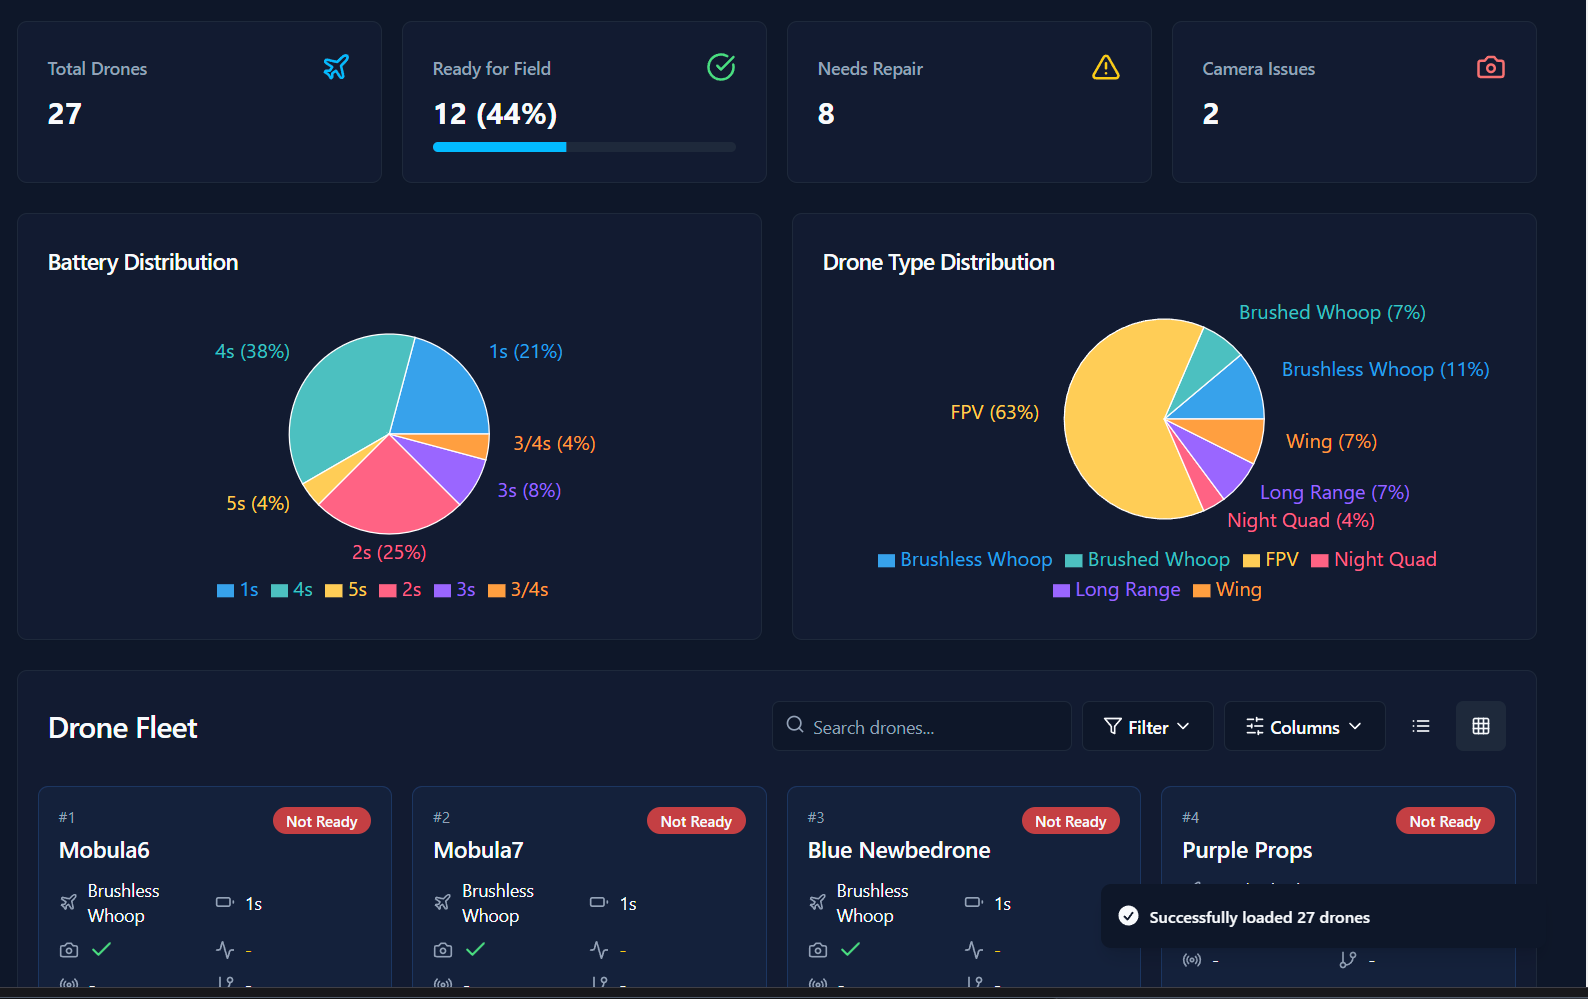 Total Drones
27
Ready for Field
12 (44%)
Needs Repair
8
Camera Issues
2
Battery Distribution
4s (38%)
1s (21%)
3/4s (4%)
3s (8%)
5s (4%)
2s (25%)
1s 4s 5s 2s 3s 3/4s
Drone Type Distribution
Brushed Whoop (7%)
Brushless Whoop (11%)
FPV (63%)
Wing (7%)
Long Range (7%)
Night Quad (4%)
Brushless Whoop Brushed Whoop FPV Night Quad
Long Range Wing
Drone Fleet
Search drones...
Filter
Columns
#1
Not Ready
Mobula6
Brushless
Whoop
1s
-
-
-
#2
Not Ready
Mobula7
Brushless
Whoop
1s
-
-
-
#3
Not Ready
Blue Newbedrone
Brushless
Whoop
1s
-
-
-
#4
Not Ready
Purple Props
-
-
Successfully loaded 27 drones